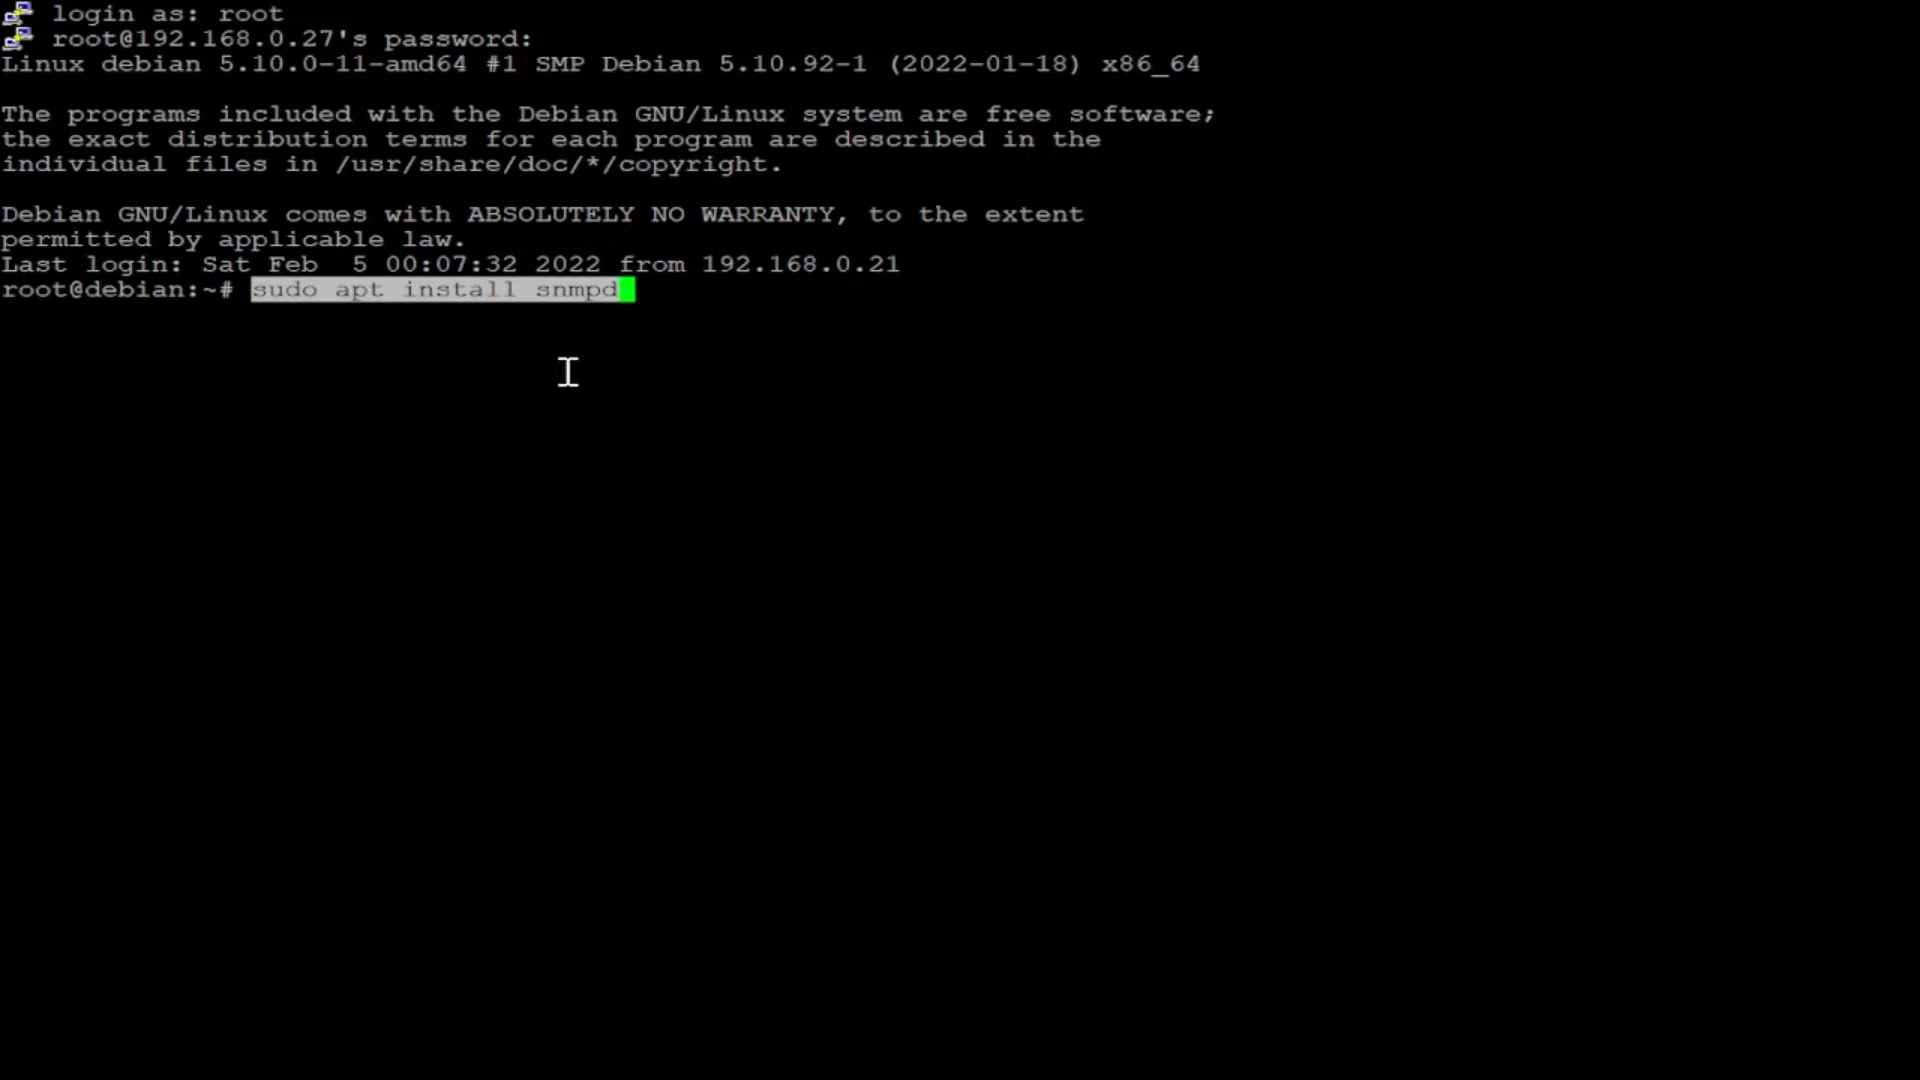 login as: root
root@192.168.0.27's password:
Linux debian 5.10.0-11-amd64 #1 SMP Debian 5.10.92-1 (2022-01-18) x86_64
The programs included with the Debian GNU/Linux system are free software;
the exact distribution terms for each program are described in the
individual files in /usr/share/doc/*/copyright.
Debian GNU/Linux comes with ABSOLUTELY NO WARRANTY, to the extent
permitted by applicable law.
Last login: Sat Feb  5 00:07:32 2022 from 192.168.0.21
root@debian:~# sudo apt install snmpd